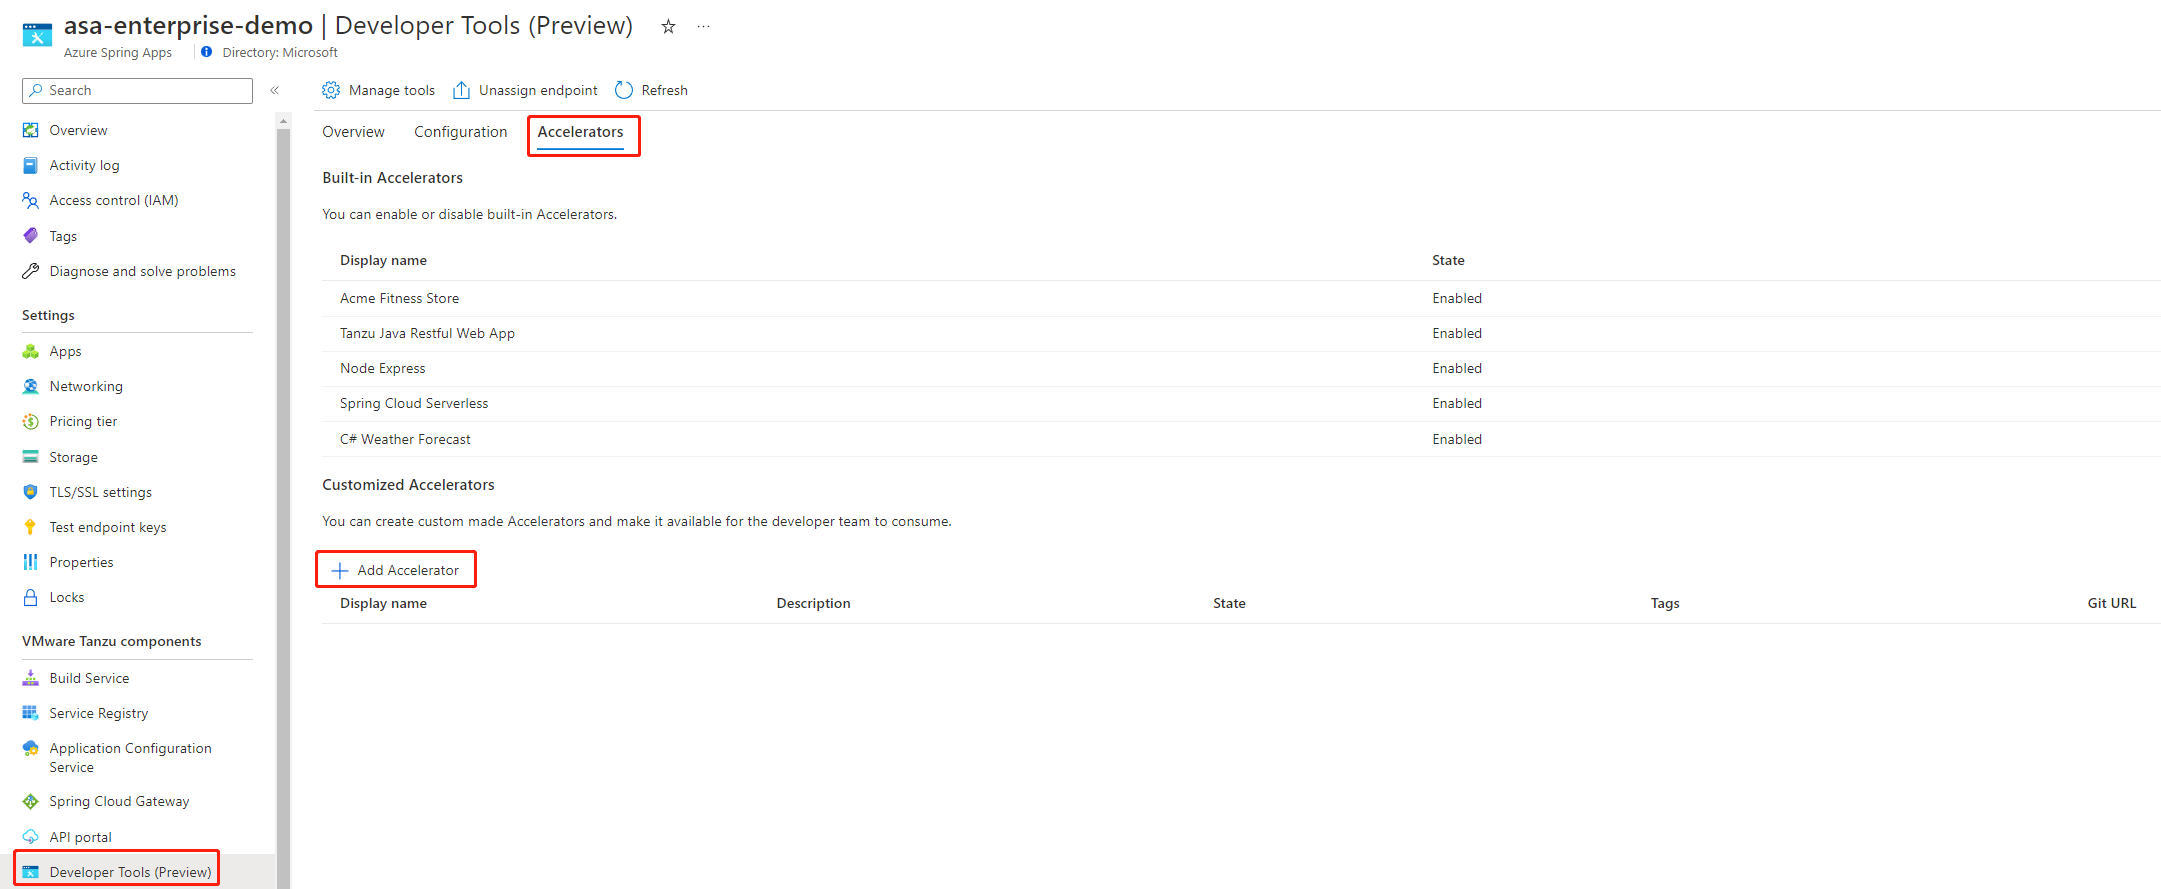 asa-enterprise-demo | Developer Tools (Preview)
Azure Spring Apps
Directory: Microsoft
Search
Overview
Activity log
Access control (IAM)
Tags
Diagnose and solve problems
Settings
Apps
Networking
Pricing tier
Storage
TLS/SSL settings
Test endpoint keys
Properties
Locks
VMware Tanzu components
Build Service
Service Registry
Application Configuration
Service
Spring Cloud Gateway
API portal
Developer Tools (Preview)
Manage tools
Unassign endpoint
Refresh
Overview
Configuration
Accelerators
Built-in Accelerators
You can enable or disable built-in Accelerators.
Display name State
Acme Fitness Store Enabled
Tanzu Java Restful Web App Enabled
Node Express Enabled
Spring Cloud Serverless Enabled
C# Weather Forecast Enabled
Customized Accelerators
You can create custom made Accelerators and make it available for the developer team to consume.
Add Accelerator
Display name Description State Tags Git URL